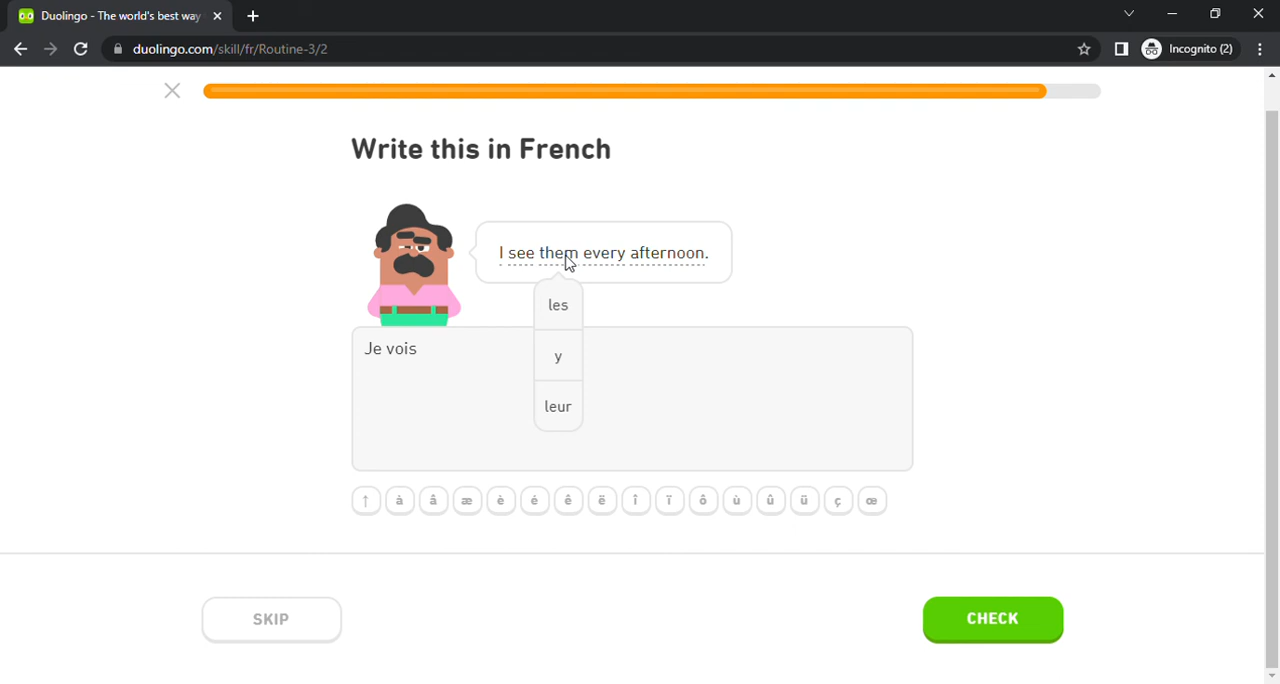 Duolingo - The world's best way
duolingo.com/skill/fr/Routine-3/2
Incognito (2)
Write this in French
I see them every afternoon.
les
y
leur
Je vois
↑ à â æ è é ê ë î ï ô ù û ü ç œ
SKIP
CHECK